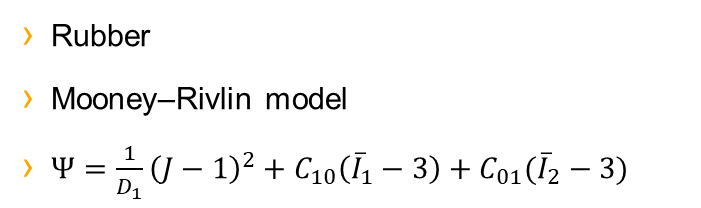 › Rubber
› Mooney–Rivlin model
› Ψ = 1/D₁ (J − 1)² + C₁₀(Ī₁ − 3) + C₀₁(Ī₂ − 3)